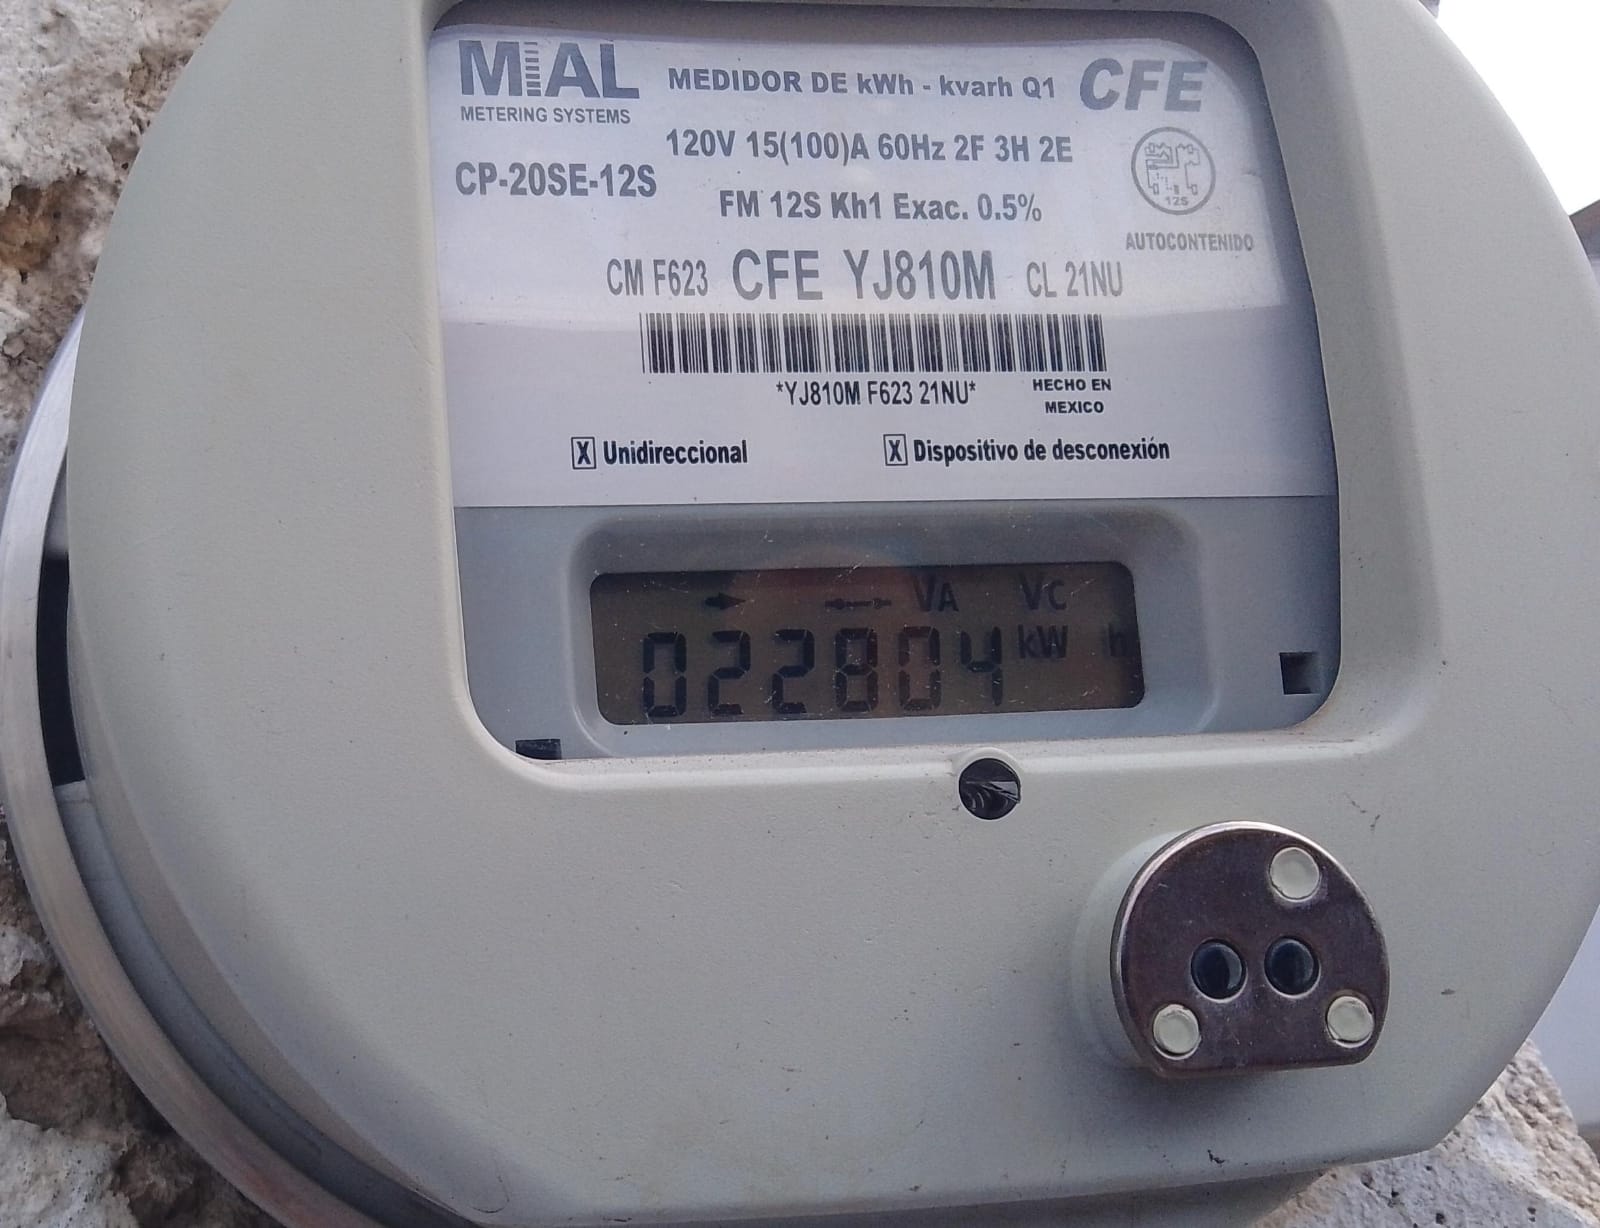 MIAL
METERING SYSTEMS
MEDIDOR DE kWh - kvarh Q1
CFE
120V 15(100)A 60Hz 2F 3H 2E
CP-20SE-12S
FM 12S Kh1 Exac. 0.5%
12S
AUTOCONTENIDO
CM F623 CFE YJ810M CL 21NU
*YJ810M F623 21NU*
HECHO EN
MEXICO
X Unidireccional
X Dispositivo de desconexión
VA VC
022804 kW h